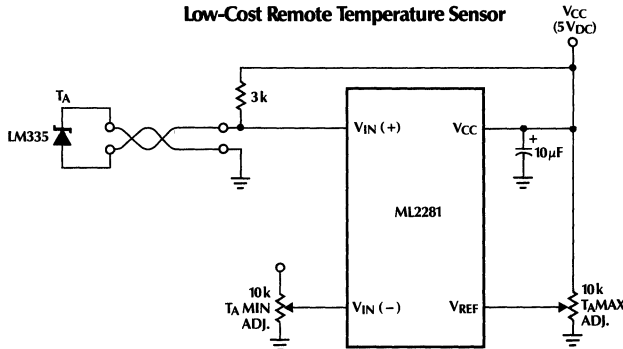 Low-Cost Remote Temperature Sensor
VCC
(5VDC)
TA
3k
LM335
VIN (+)
VCC
+
10µF
ML2281
10k
TA MIN
ADJ.
VIN (−)
VREF
10k
TAMAX
ADJ.